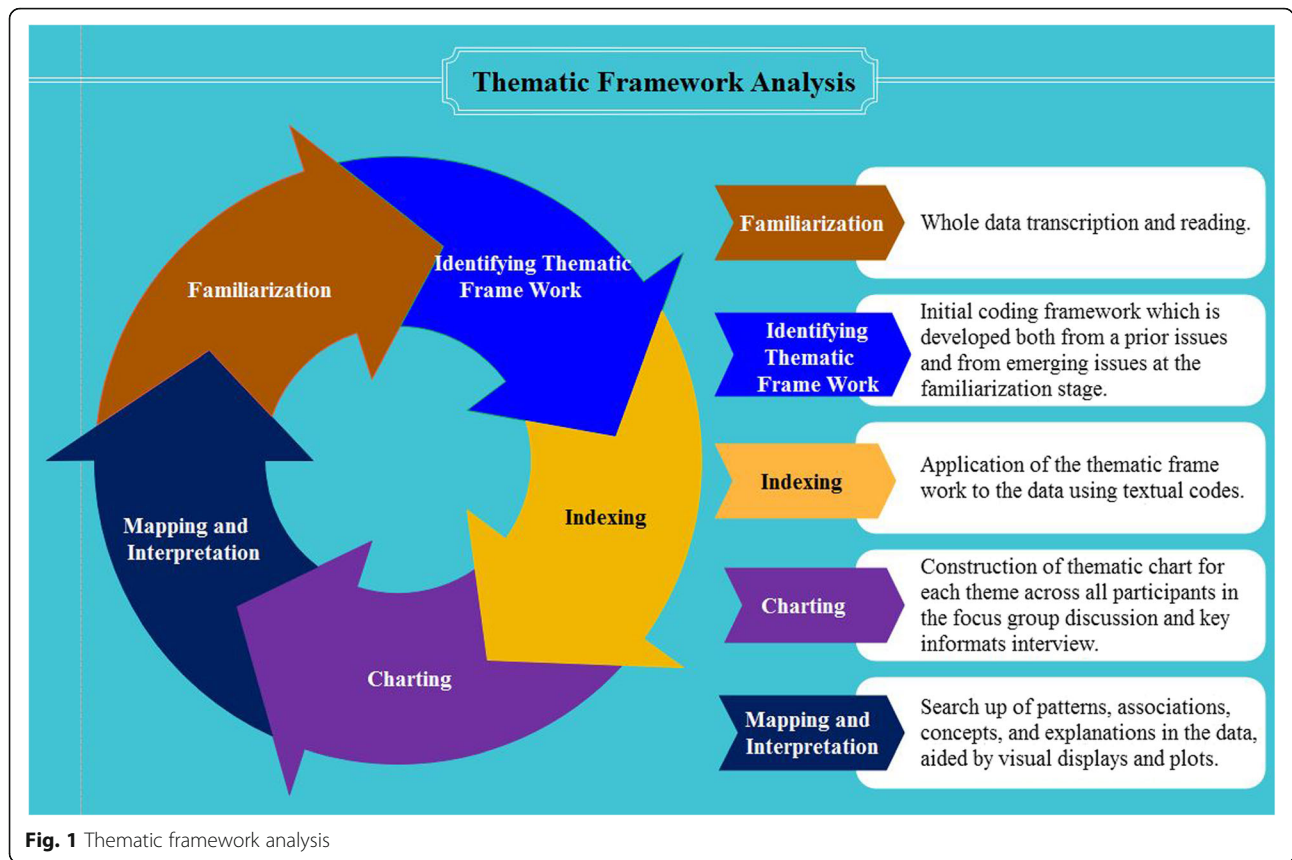 Thematic Framework Analysis
Familiarization
Identifying Thematic
Frame Work
Indexing
Charting
Mapping and
Interpretation
Familiarization
Whole data transcription and reading.
Identifying
Thematic
Frame Work
Initial coding framework which is
developed both from a prior issues
and from emerging issues at the
familiarization stage.
Indexing
Application of the thematic frame
work to the data using textual codes.
Charting
Construction of thematic chart for
each theme across all participants in
the focus group discussion and key
informats interview.
Mapping and
Interpretation
Search up of patterns, associations,
concepts, and explanations in the data,
aided by visual displays and plots.
Fig. 1 Thematic framework analysis